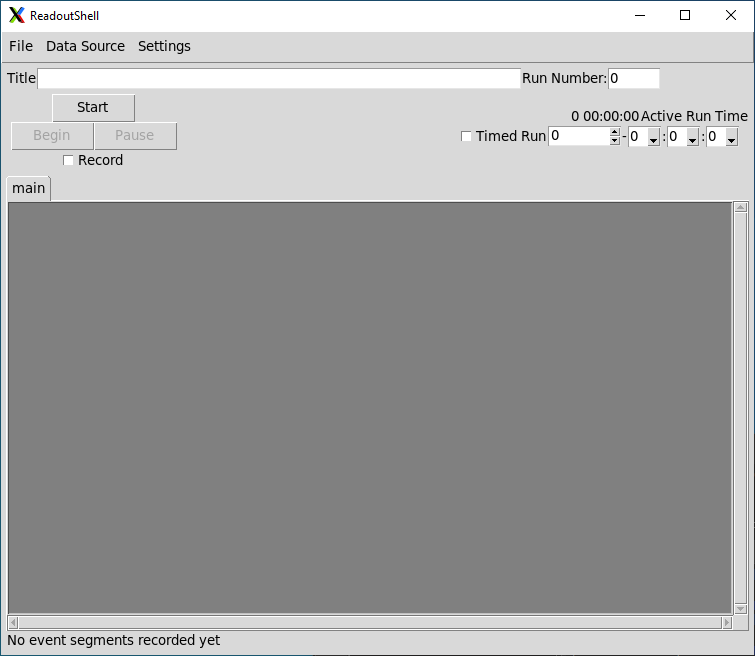 ReadoutShell
File Data Source Settings
Title Run Number: 0
Start
0 00:00:00 Active Run Time
Begin Pause
Timed Run 0 - 0 : 0 : 0
Record
main
No event segments recorded yet